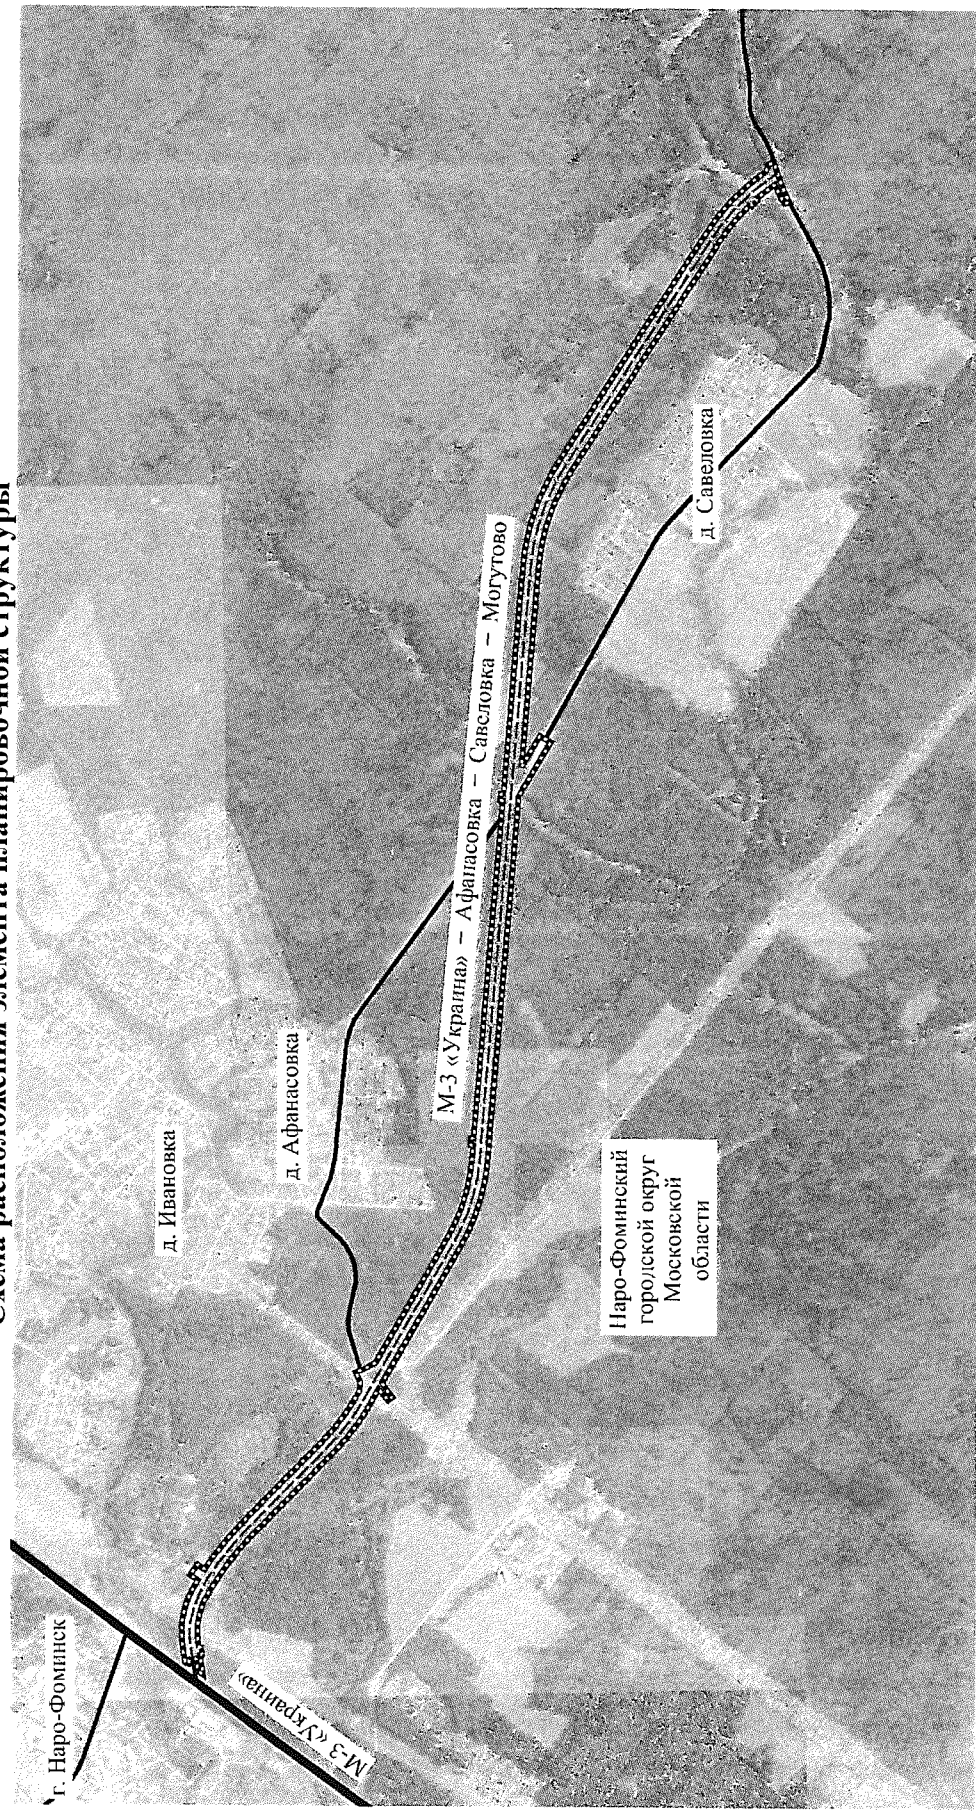 Схема расположения элемента планировочной структуры
г. Наро-Фоминск
М-3 «Украина»
д. Ивановка
д. Афанасовка
М-3 «Украина» – Афанасовка – Савеловка – Могутово
д. Савеловка
Наро-Фоминский
городской округ
Московской
области